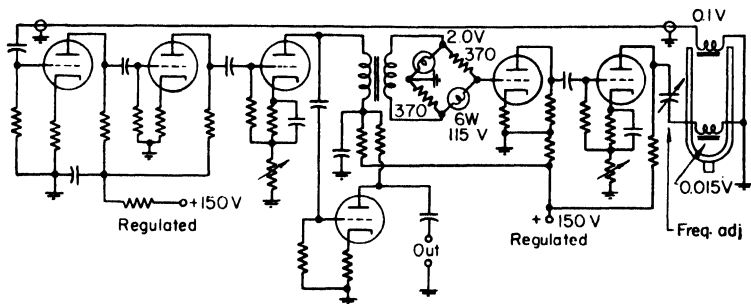 0.1V
2.0V
370
370
6W
115 V
+150V
Regulated
+ 150 V
Regulated
Out
Freq. adj
0.015V